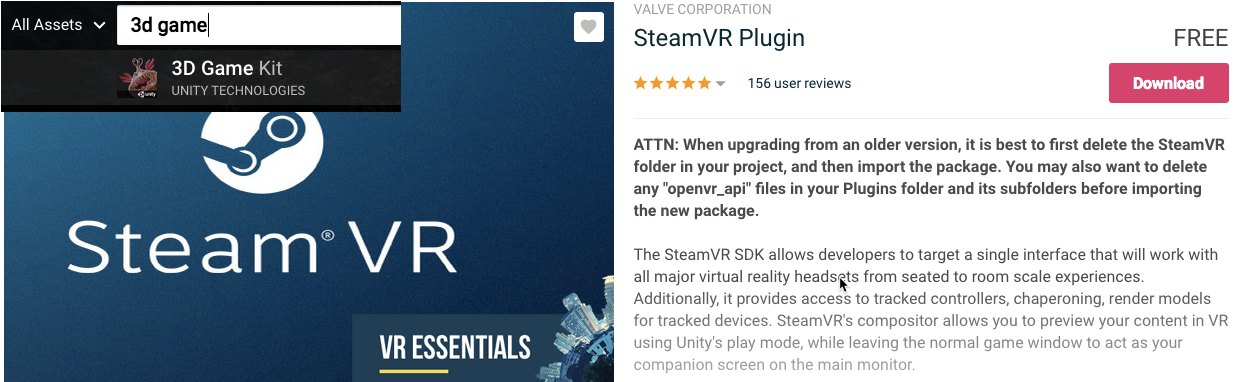 All Assets
3d game
3D Game Kit
UNITY TECHNOLOGIES
unity
Steam® VR
VR ESSENTIALS
VALVE CORPORATION
SteamVR Plugin
FREE
156 user reviews
Download
ATTN: When upgrading from an older version, it is best to first delete the SteamVR
folder in your project, and then import the package. You may also want to delete
any "openvr_api" files in your Plugins folder and its subfolders before importing
the new package.
The SteamVR SDK allows developers to target a single interface that will work with
all major virtual reality headsets from seated to room scale experiences.
Additionally, it provides access to tracked controllers, chaperoning, render models
for tracked devices. SteamVR's compositor allows you to preview your content in VR
using Unity's play mode, while leaving the normal game window to act as your
companion screen on the main monitor.